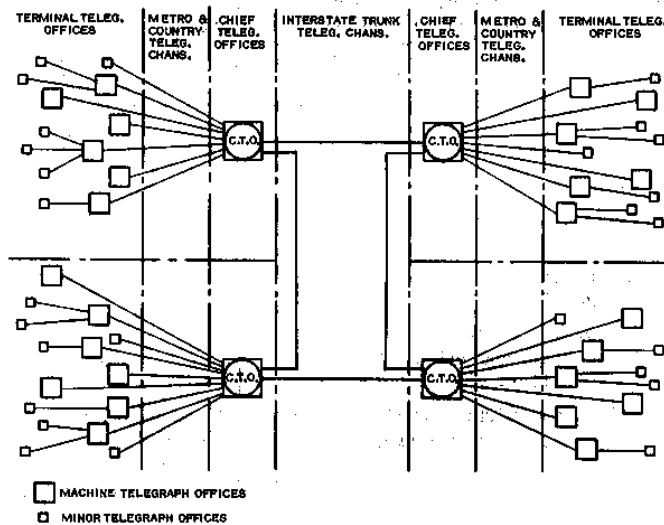 TERMINAL TELEG.
OFFICES
METRO &
COUNTRY
TELEG.
CHANS.
CHIEF
TELEG.
OFFICES
INTERSTATE TRUNK
TELEG. CHANS.
CHIEF
TELEG.
OFFICES
METRO &
COUNTRY
TELEG.
CHANS.
TERMINAL TELEG.
OFFICES
C.T.O.
C.T.O.
C.T.O.
C.T.O.
MACHINE TELEGRAPH OFFICES
MINOR TELEGRAPH OFFICES